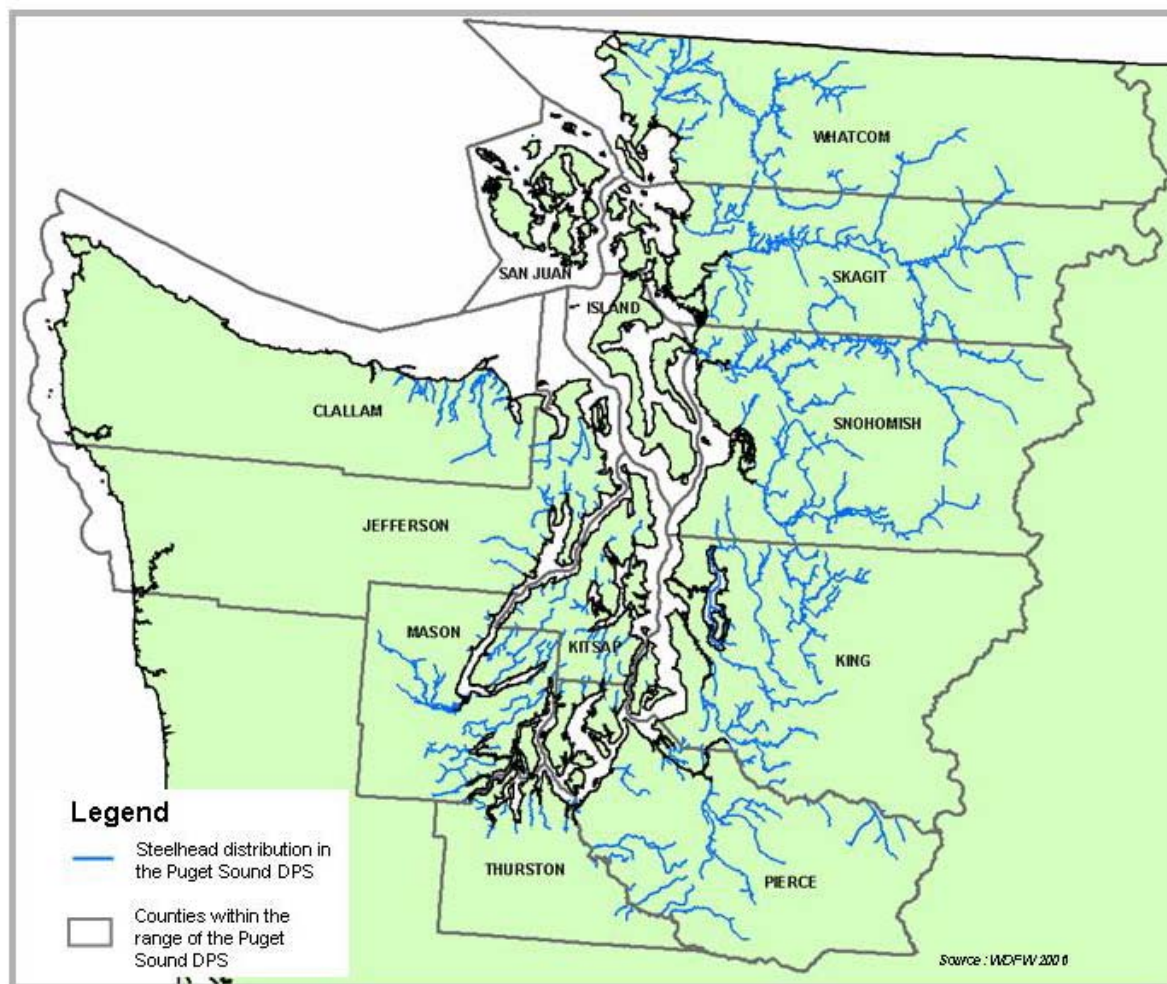 WHATCOM
SAN JUAN
SKAGIT
ISLAND
CLALLAM
SNOHOMISH
JEFFERSON
MASON
KITSAP
KING
THURSTON
PIERCE
Legend
Steelhead distribution in
the Puget Sound DPS
Counties within the
range of the Puget
Sound DPS
Source: WDFW 2006